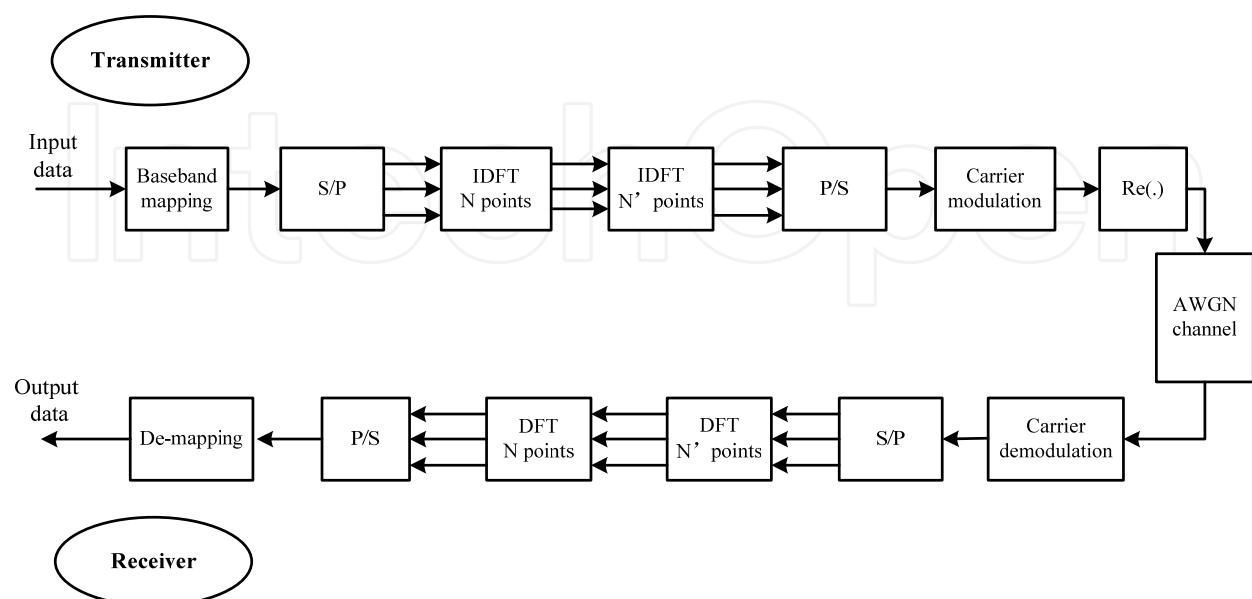 Transmitter
Input
data
Baseband
mapping
S/P
IDFT
N points
IDFT
N’ points
P/S
Carrier
modulation
Re(.)
AWGN
channel
Output
data
De-mapping
P/S
DFT
N points
DFT
N’ points
S/P
Carrier
demodulation
Receiver
IntechOpen